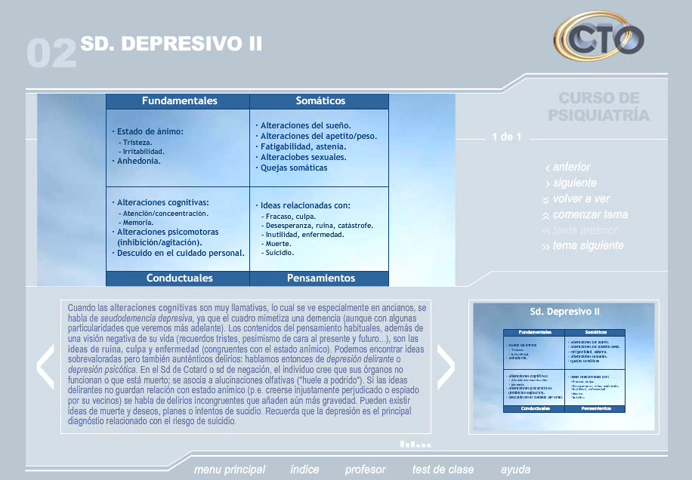 02 SD. DEPRESIVO II
CTO
CURSO DE
PSIQUIATRÍA
1 de 1
‹ anterior
› siguiente
volver a ver
comenzar tema
‹‹ tema anterior
›› tema siguiente
Fundamentales
· Estado de ánimo:
- Tristeza.
- Irritabilidad.
· Anhedonia.
Somáticos
· Alteraciones del sueño.
· Alteraciones del apetito/peso.
· Fatigabilidad, astenia.
· Alteraciobes sexuales.
· Quejas somáticas
· Alteraciones cognitivas:
- Atención/conceentración.
- Memoria.
· Alteraciones psicomotoras
(inhibición/agitación).
· Descuido en el cuidado personal.
Conductuales
· Ideas relacionadas con:
- Fracaso, culpa.
- Desesperanza, ruina, catástrofe.
- Inutilidad, enfermedad.
- Muerte.
- Suicidio.
Pensamientos
Cuando las alteraciones cognitivas son muy llamativas, lo cual se ve especialmente en ancianos, se
habla de seudodemencia depresiva, ya que el cuadro mimetiza una demencia (aunque con algunas
particularidades que veremos más adelante). Los contenidos del pensamiento habituales, además de
una visión negativa de su vida (recuerdos tristes, pesimismo de cara al presente y futuro...), son las
ideas de ruina, culpa y enfermedad (congruentes con el estado anímico). Podemos encontrar ideas
sobrevaloradas pero también auténticos delirios: hablamos entonces de depresión delirante o
depresión psicótica. En el Sd de Cotard o sd de negación, el individuo cree que sus órganos no
funcionan o que está muerto; se asocia a alucinaciones olfativas ("huele a podrido"). Si las ideas
delirantes no guardan relación con estado anímico (p.e. creerse injustamente perjudicado o espiado
por su vecinos) se habla de delirios incongruentes que añaden aún más gravedad. Pueden existir
ideas de muerte y deseos, planes o intentos de sucidio. Recuerda que la depresión es el principal
diagnóstio relacionado con el riesgo de suicidio.
Sd. Depresivo II
Fundamentales
Somáticos
Conductuales
Pensamientos
menu principal
índice
profesor
test de clase
ayuda